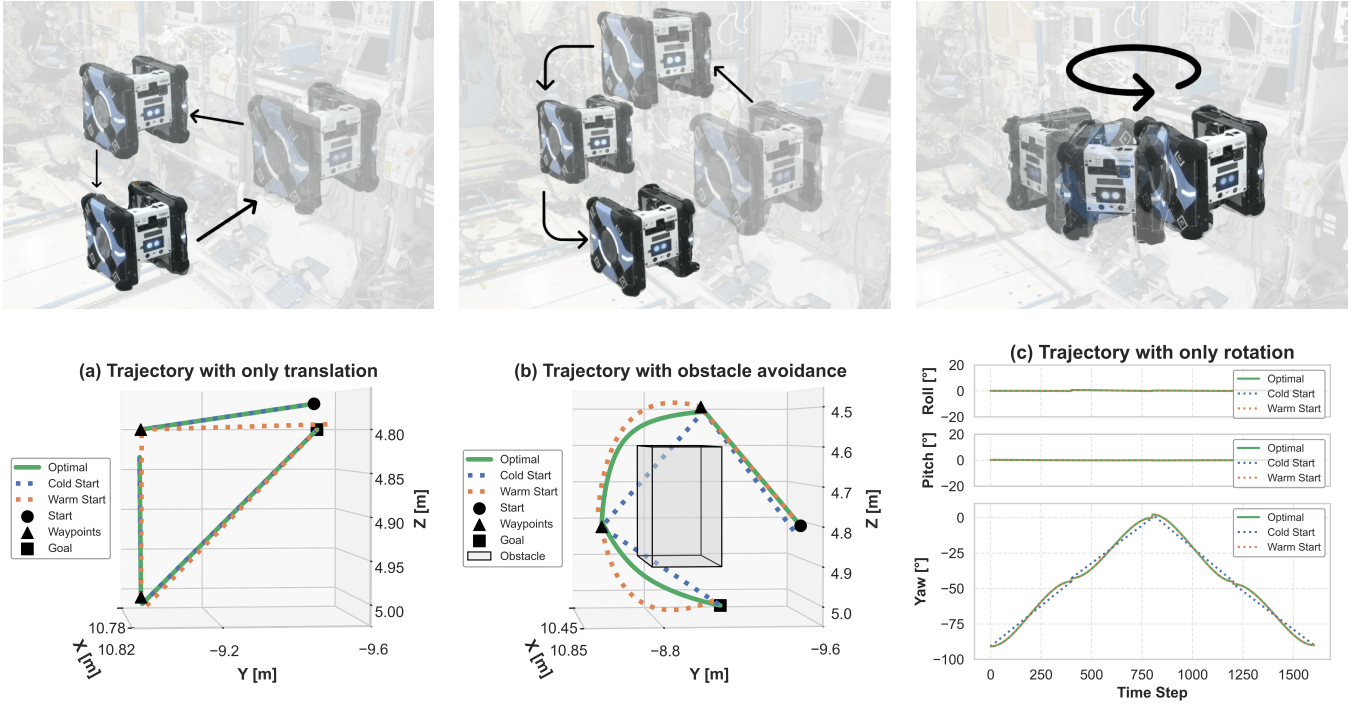 (a) Trajectory with only translation
Optimal
Cold Start
Warm Start
Start
Waypoints
Goal
4.80
4.85
4.90
4.95
5.00
Z [m]
10.78
10.82
X [m]
−9.2
−9.6
Y [m]
(b) Trajectory with obstacle avoidance
Optimal
Cold Start
Warm Start
Start
Waypoints
Goal
Obstacle
4.5
4.6
4.7
4.8
4.9
5.0
Z [m]
10.45
10.85
X [m]
−8.8
−9.6
Y [m]
(c) Trajectory with only rotation
Roll [°]
20
0
−20
Optimal
Cold Start
Warm Start
Pitch [°]
20
0
−20
Optimal
Cold Start
Warm Start
Yaw [°]
0
−25
−50
−75
−100
Optimal
Cold Start
Warm Start
0 250 500 750 1000 1250 1500
Time Step